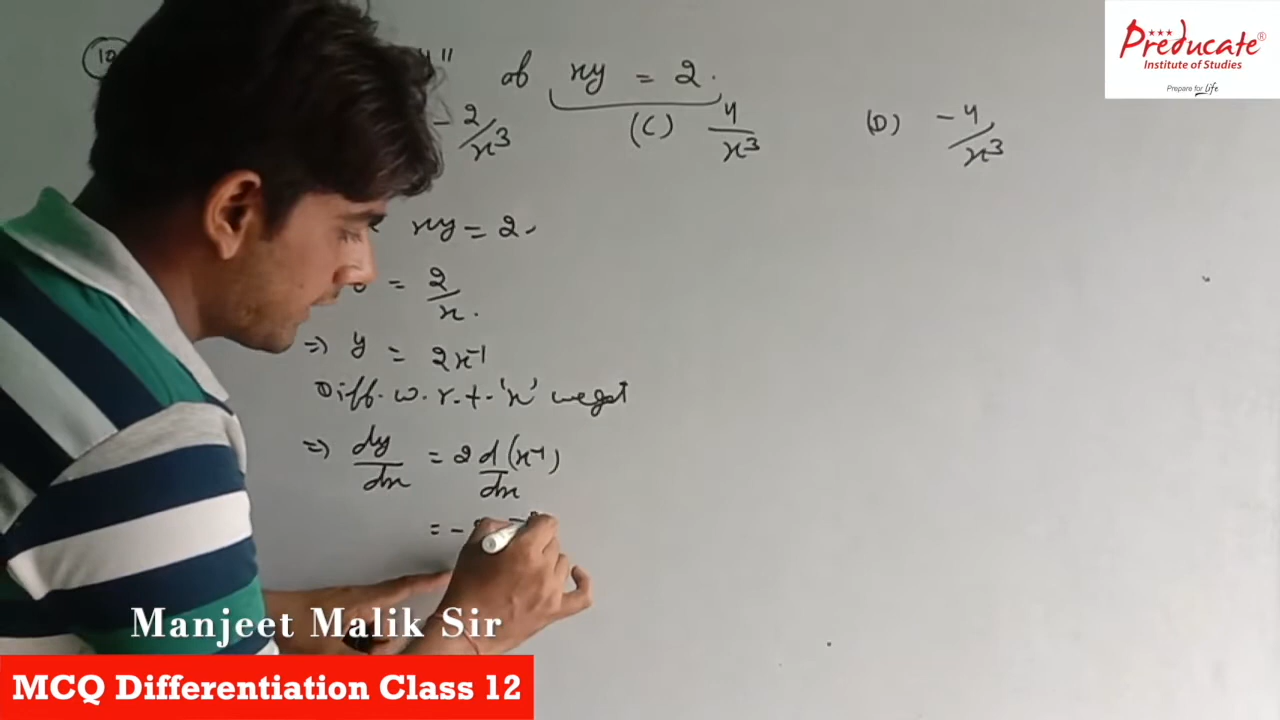 10
y" of xy = 2.
- 2/x³ (C) 4/x³ (D) - 4/x³
xy = 2.
= 2/x.
⇒ y = 2x⁻¹
Diff. w.r.t. 'x' we get
⇒ dy/dx = 2 d/dx (x⁻¹)
= -
Preducate®
Institute of Studies
Prepare for Life
Manjeet Malik Sir
MCQ Differentiation Class 12